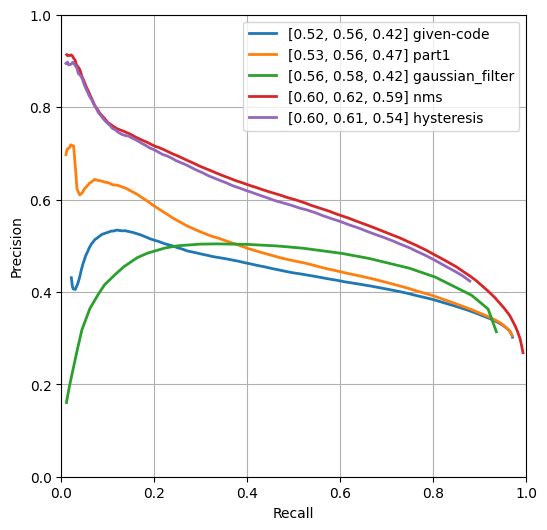 [0.52, 0.56, 0.42] given-code
[0.53, 0.56, 0.47] part1
[0.56, 0.58, 0.42] gaussian_filter
[0.60, 0.62, 0.59] nms
[0.60, 0.61, 0.54] hysteresis
1.0
0.8
0.6
0.4
0.2
0.0
Precision
0.0 0.2 0.4 0.6 0.8 1.0
Recall